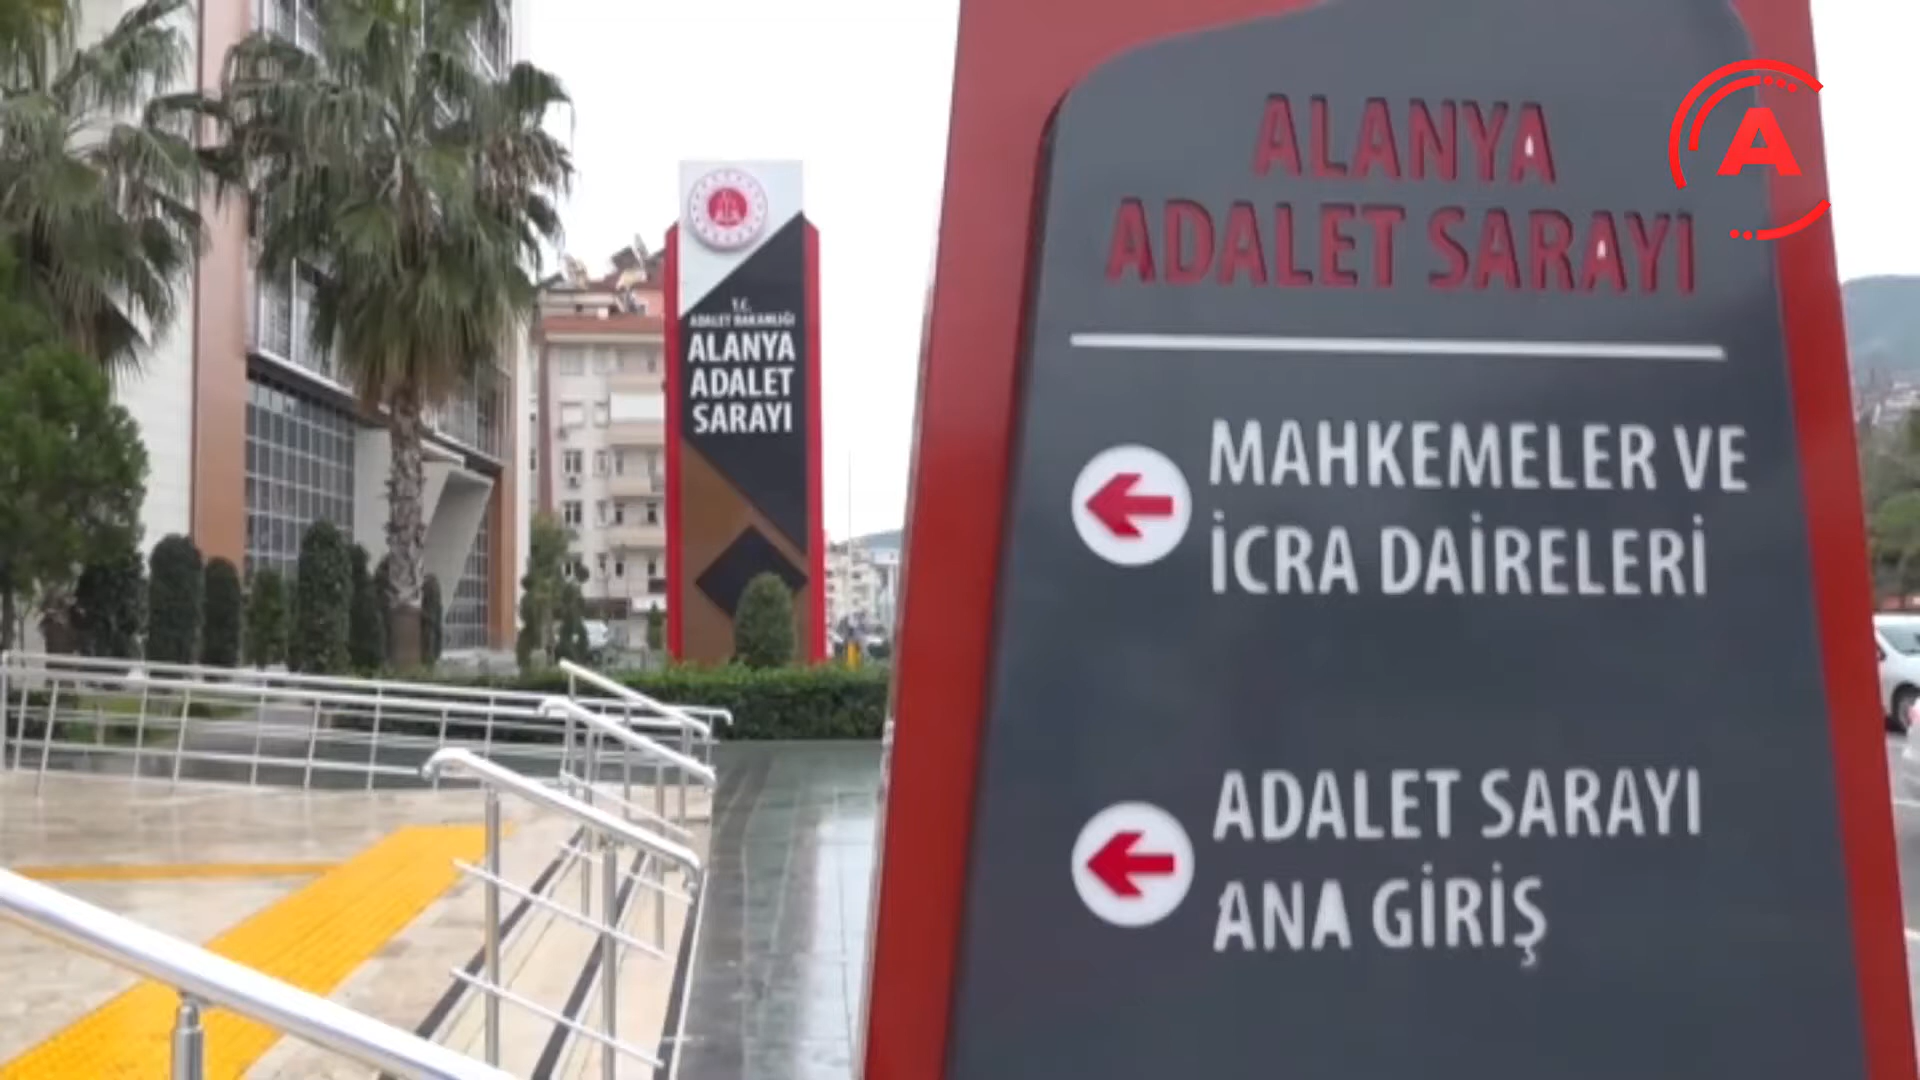 ALANYA
ADALET SARAYI
MAHKEMELER VE
İCRA DAİRELERİ
ADALET SARAYI
ANA GİRİŞ
T.C.
ADALET BAKANLIĞI
ALANYA
ADALET
SARAYI
A